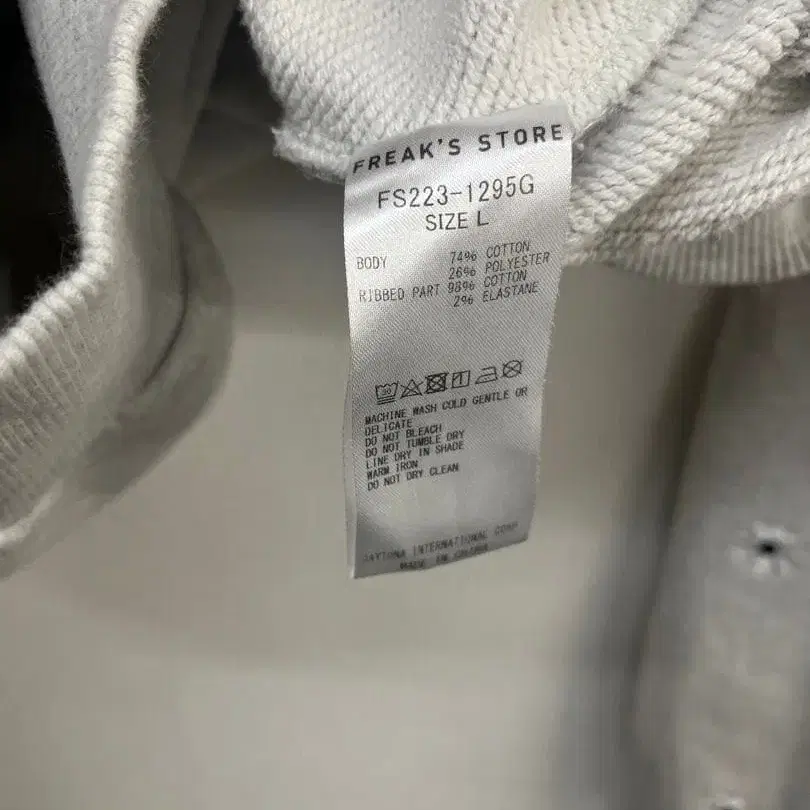 FREAK'S STORE
FS223-1295G
SIZE L
BODY 74% COTTON
26% POLYESTER
RIBBED PART 98% COTTON
2% ELASTANE
30
MACHINE WASH COLD GENTLE OR
DELICATE
DO NOT BLEACH
DO NOT TUMBLE DRY
LINE DRY IN SHADE
WARM IRON
DO NOT DRY CLEAN
DAYTONA INTERNATIONAL CORP
MADE IN CHINA